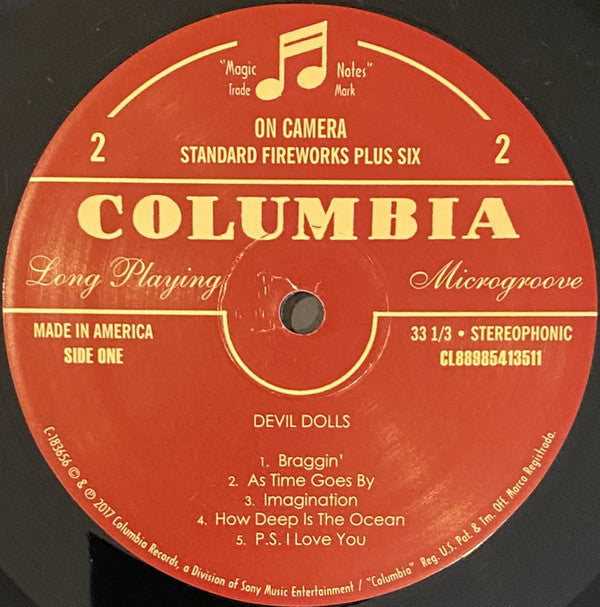 "Magic Notes"
Trade Mark
2 2
ON CAMERA
STANDARD FIREWORKS PLUS SIX
COLUMBIA
Long Playing Microgroove
MADE IN AMERICA
SIDE ONE
33 1/3 • STEREOPHONIC
CL88985413511
DEVIL DOLLS
1. Braggin'
2. As Time Goes By
3. Imagination
4. How Deep Is The Ocean
5. P.S. I Love You
C-183656 © & ℗ 2017 Columbia Records, a Division of Sony Music Entertainment / "Columbia" Reg. U.S. Pat. & Tm. Off. Marca Registrada.